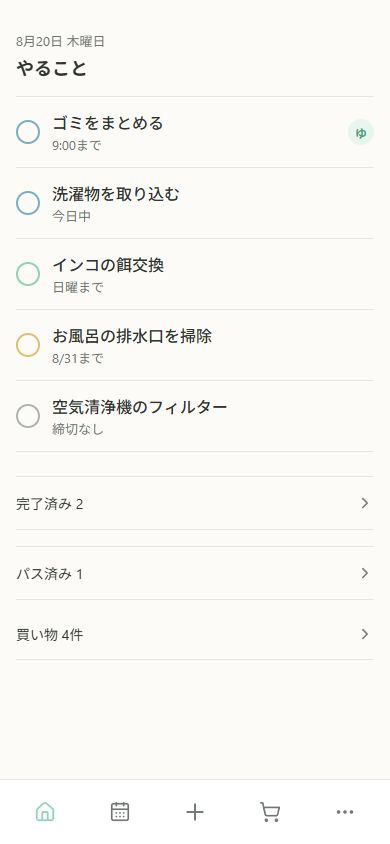 8月20日 木曜日
やること
ゴミをまとめる
9:00まで
ゆ
洗濯物を取り込む
今日中
インコの餌交換
日曜まで
お風呂の排水口を掃除
8/31まで
空気清浄機のフィルター
締切なし
完了済み 2
パス済み 1
買い物 4件